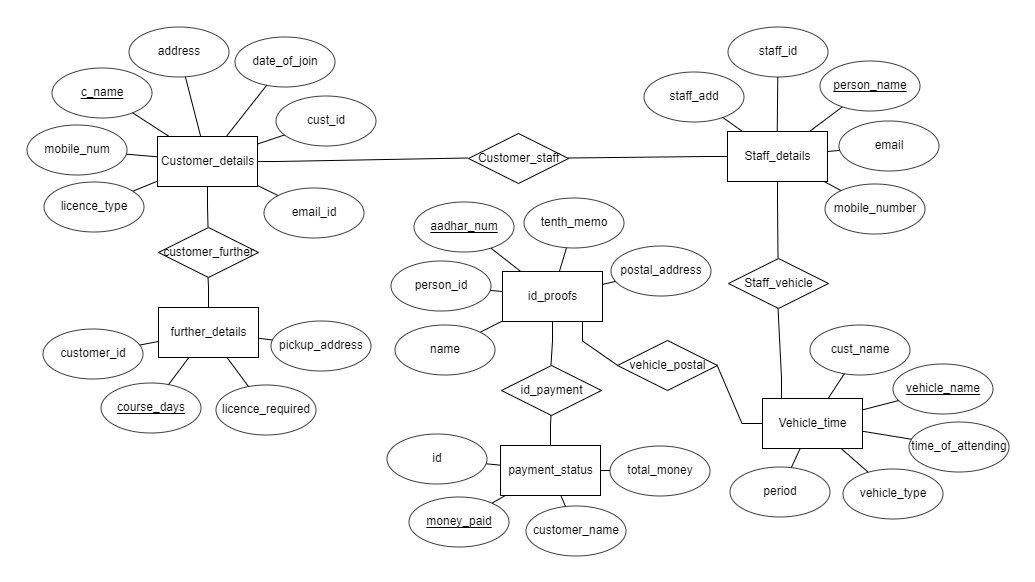 address
date_of_join
c_name
cust_id
mobile_num
Customer_details
licence_type
email_id
customer_further
further_details
customer_id
pickup_address
course_days
licence_required
Customer_staff
staff_id
staff_add
person_name
Staff_details
email
mobile_number
Staff_vehicle
aadhar_num
tenth_memo
postal_address
person_id
id_proofs
name
vehicle_postal
id_payment
id
payment_status
total_money
money_paid
customer_name
cust_name
vehicle_name
Vehicle_time
time_of_attending
period
vehicle_type